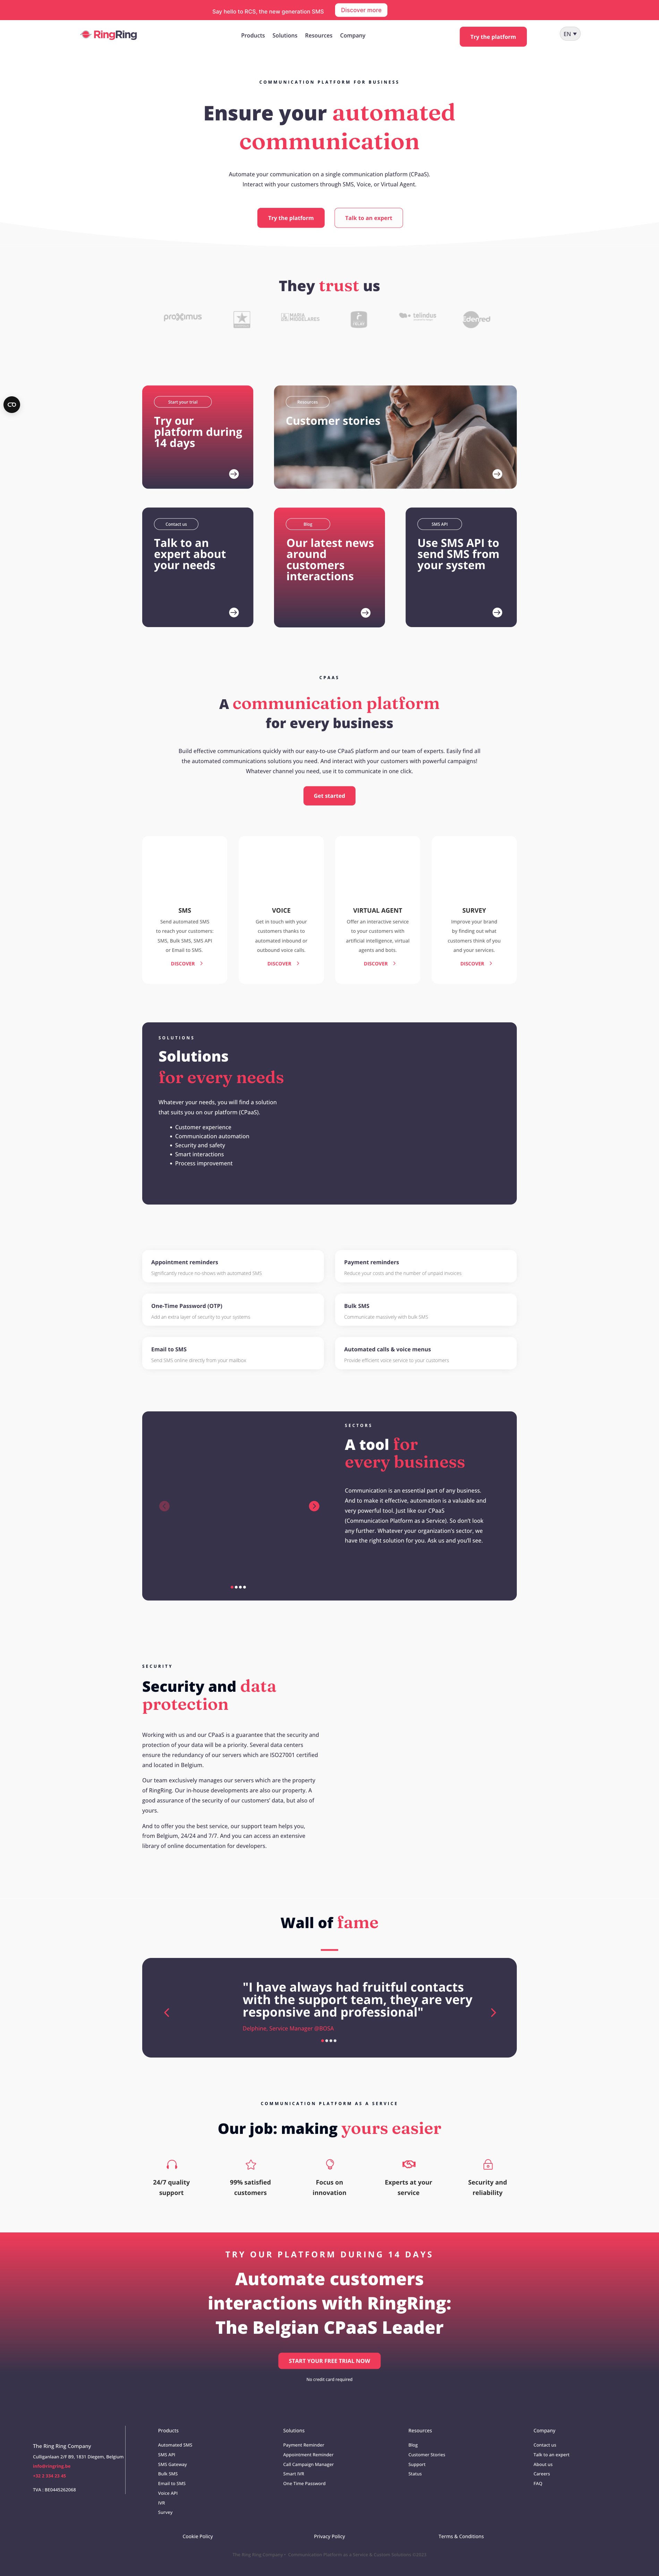 Say hello to RCS, the new generation SMS
Discover more
RingRing
Products Solutions Resources Company
Try the platform
EN
COMMUNICATION PLATFORM FOR BUSINESS
Ensure your automated
communication
Automate your communication on a single communication platform (CPaaS).
Interact with your customers through SMS, Voice, or Virtual Agent.
Try the platform
Talk to an expert
They trust us
proximus
telindus
Start your trial
Try our
platform during
14 days
Resources
Customer stories
Contact us
Talk to an
expert about
your needs
Blog
Our latest news
around
customers
interactions
SMS API
Use SMS API to
send SMS from
your system
CPAAS
A communication platform
for every business
Build effective communications quickly with our easy-to-use CPaaS platform and our team of experts. Easily find all
the automated communications solutions you need. And interact with your customers with powerful campaigns!
Whatever channel you need, use it to communicate in one click.
Get started
SMS
Send automated SMS
to reach your customers:
SMS, Bulk SMS, SMS API
or Email to SMS.
DISCOVER
VOICE
Get in touch with your
customers thanks to
automated inbound or
outbound voice calls.
DISCOVER
VIRTUAL AGENT
Offer an interactive service
to your customers with
artificial intelligence, virtual
agents and bots.
DISCOVER
SURVEY
Improve your brand
by finding out what
customers think of you
and your services.
DISCOVER
SOLUTIONS
Solutions
for every needs
Whatever your needs, you will find a solution
that suits you on our platform (CPaaS).
• Customer experience
• Communication automation
• Security and safety
• Smart interactions
• Process improvement
Appointment reminders
Significantly reduce no-shows with automated SMS
Payment reminders
Reduce your costs and the number of unpaid invoices
One-Time Password (OTP)
Add an extra layer of security to your systems
Bulk SMS
Communicate massively with bulk SMS
Email to SMS
Send SMS online directly from your mailbox
Automated calls & voice menus
Provide efficient voice service to your customers
SECTORS
A tool for
every business
Communication is an essential part of any business.
And to make it effective, automation is a valuable and
very powerful tool. Just like our CPaaS
(Communication Platform as a Service). So don't look
any further. Whatever your organization's sector, we
have the right solution for you. Ask us and you'll see.
SECURITY
Security and data
protection
Working with us and our CPaaS is a guarantee that the security and
protection of your data will be a priority. Several data centers
ensure the redundancy of our servers which are ISO27001 certified
and located in Belgium.
Our team exclusively manages our servers which are the property
of RingRing. Our in-house developments are also our property. A
good assurance of the security of our customers' data, but also of
yours.
And to offer you the best service, our support team helps you,
from Belgium, 24/24 and 7/7. And you can access an extensive
library of online documentation for developers.
Wall of fame
"I have always had fruitful contacts
with the support team, they are very
responsive and professional"
Delphine, Service Manager @BOSA
COMMUNICATION PLATFORM AS A SERVICE
Our job: making yours easier
24/7 quality
support
99% satisfied
customers
Focus on
innovation
Experts at your
service
Security and
reliability
TRY OUR PLATFORM DURING 14 DAYS
Automate customers
interactions with RingRing:
The Belgian CPaaS Leader
START YOUR FREE TRIAL NOW
No credit card required
The Ring Ring Company
Culliganlaan 2/F B9, 1831 Diegem, Belgium
info@ringring.be
TVA : BE0445262068
Products
Automated SMS
SMS API
SMS Gateway
Bulk SMS
Email to SMS
Voice API
IVR
Survey
Solutions
Payment Reminder
Appointment Reminder
Call Campaign Manager
Smart IVR
One Time Password
Resources
Blog
Customer Stories
Support
Status
Company
Contact us
Talk to an expert
About us
Careers
FAQ
Cookie Policy
Privacy Policy
Terms & Conditions